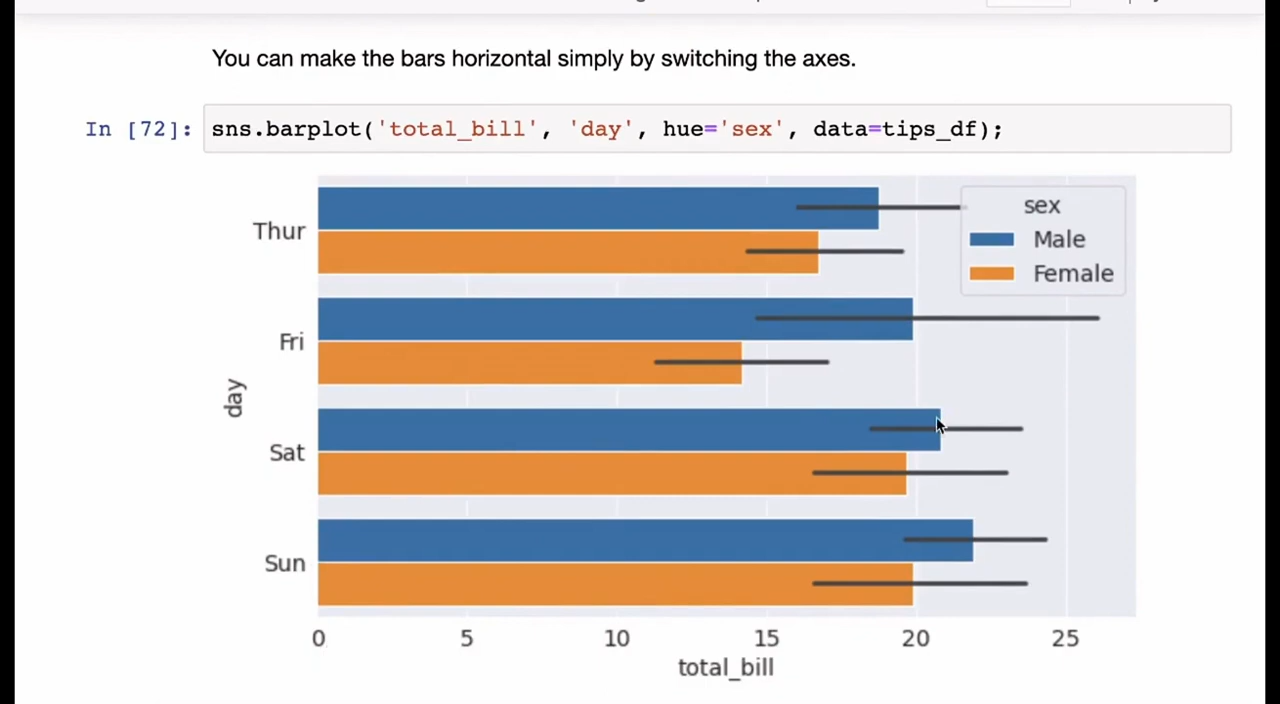 You can make the bars horizontal simply by switching the axes.
In [72]: sns.barplot('total_bill', 'day', hue='sex', data=tips_df);
sex
Male
Female
Thur
Fri
Sat
Sun
day
0 5 10 15 20 25
total_bill